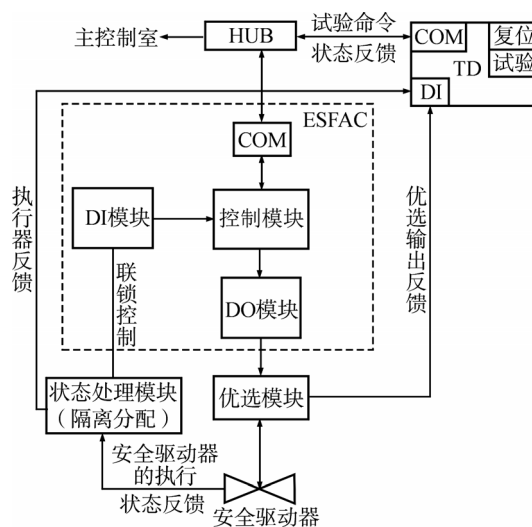 主控制室
HUB
试验命令
状态反馈
COM
复位
试验
TD
DI
ESFAC
COM
DI模块
控制模块
DO模块
执行器反馈
联锁控制
优选输出反馈
状态处理模块
（隔离分配）
优选模块
安全驱动器
的执行
状态反馈
安全驱动器